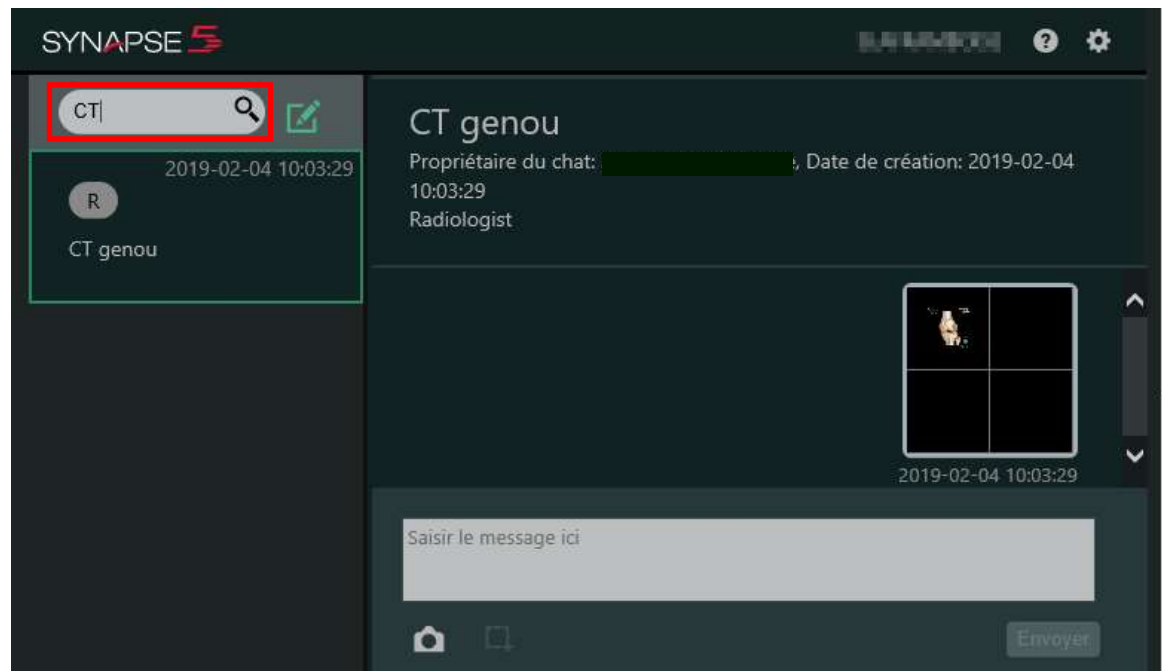 SYNAPSE 5
CT
2019-02-04 10:03:29
R
CT genou
CT genou
Propriétaire du chat: , Date de création: 2019-02-04
10:03:29
Radiologist
2019-02-04 10:03:29
Saisir le message ici
Envoyer